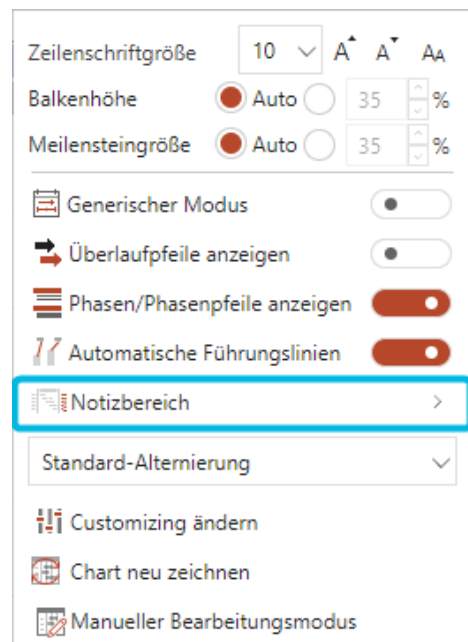 Zeilenschriftgröße 10 A A AA
Balkenhöhe Auto 35 %
Meilensteingröße Auto 35 %
Generischer Modus
Überlaufpfeile anzeigen
Phasen/Phasenpfeile anzeigen
Automatische Führungslinien
Notizbereich
Standard-Alternierung
Customizing ändern
Chart neu zeichnen
Manueller Bearbeitungsmodus